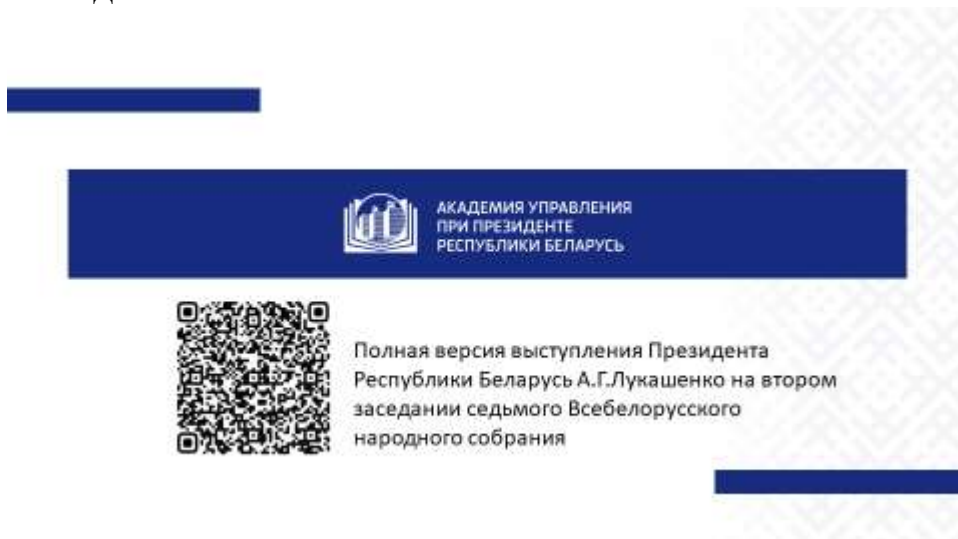 АКАДЕМИЯ УПРАВЛЕНИЯ
ПРИ ПРЕЗИДЕНТЕ
РЕСПУБЛИКИ БЕЛАРУСЬ
Полная версия выступления Президента
Республики Беларусь А.Г.Лукашенко на втором
заседании седьмого Всебелорусского
народного собрания